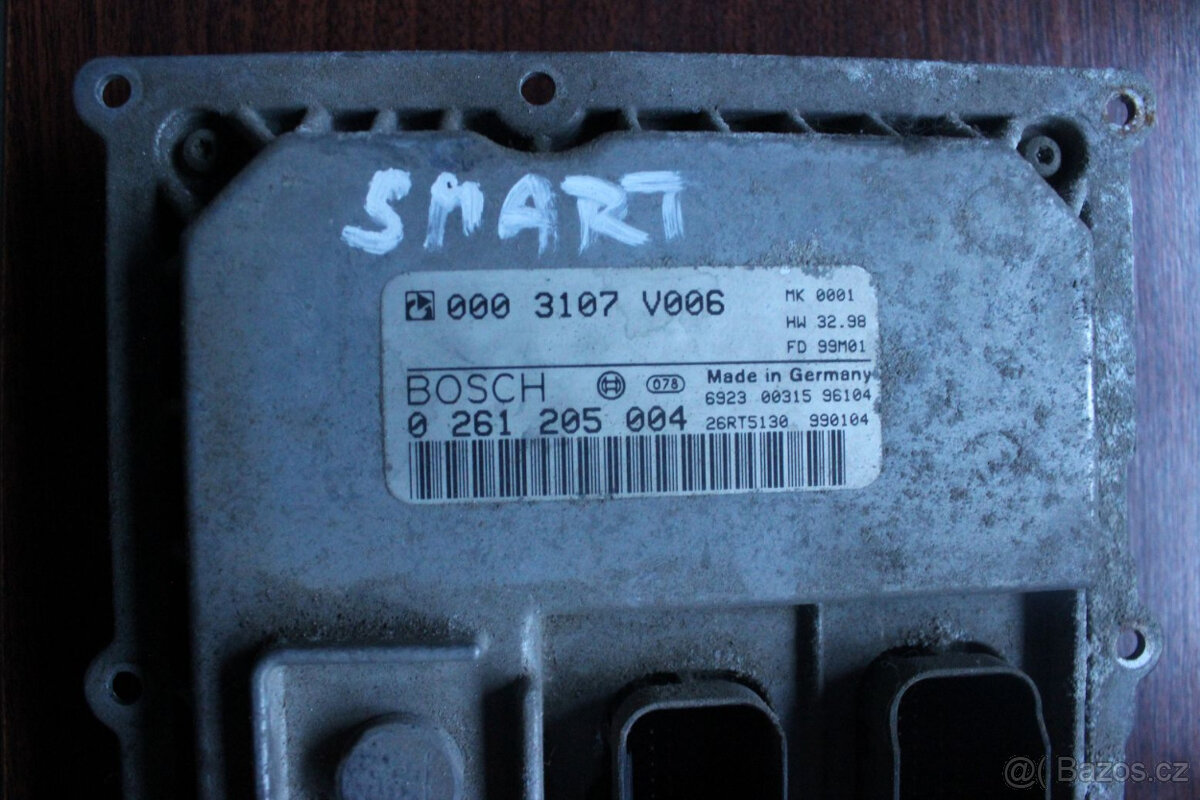 SMART
000 3107 V006
MK 0001
HW 32.98
FD 99M01
BOSCH
078
Made in Germany
6923 00315 96104
0 261 205 004
26RT5130 990104
@( Bazos.cz